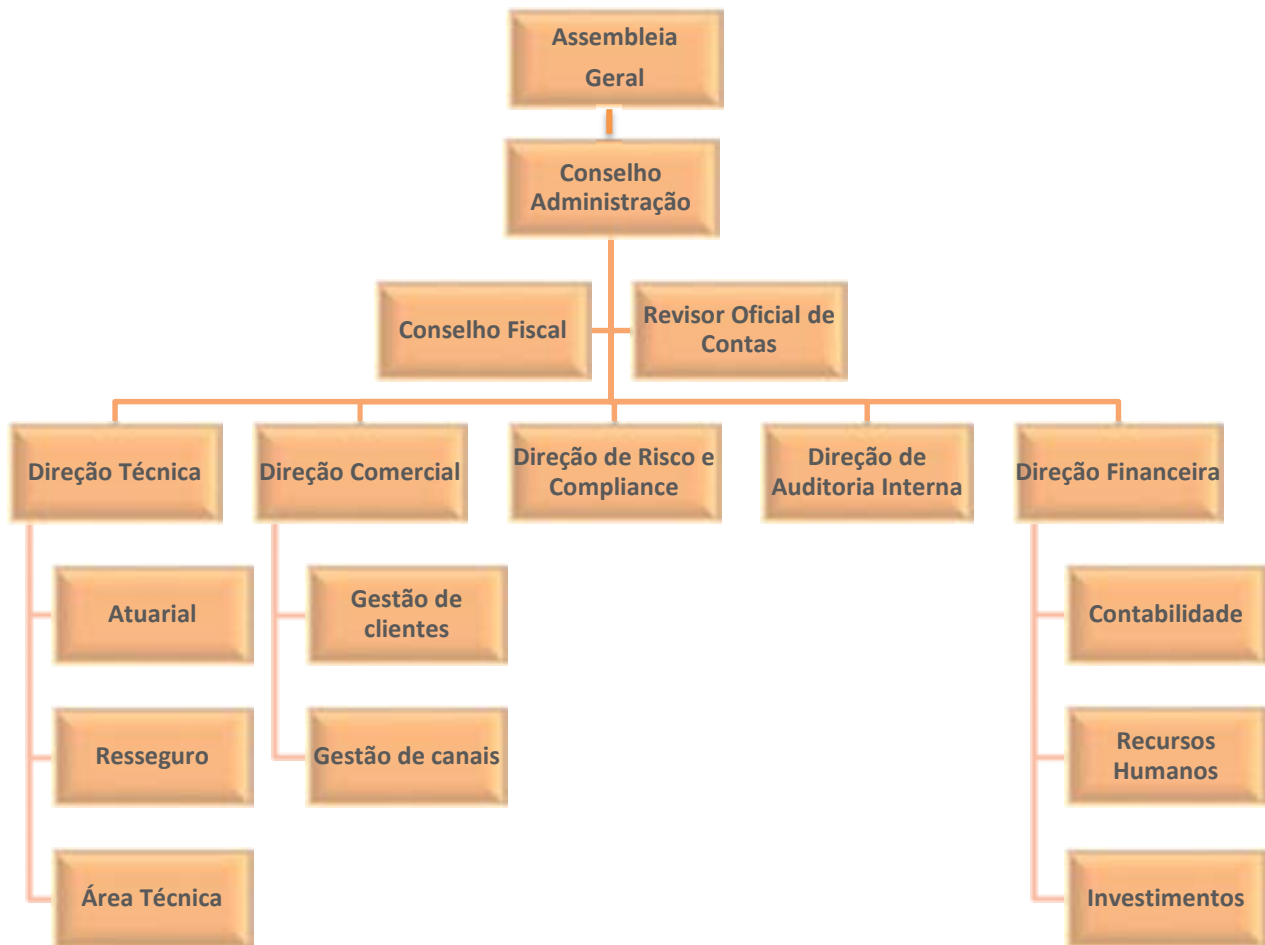 Assembleia
Geral
Conselho
Administração
Conselho Fiscal
Revisor Oficial de
Contas
Direção Técnica
Direção Comercial
Direção de Risco e
Compliance
Direção de
Auditoria Interna
Direção Financeira
Atuarial
Gestão de
clientes
Contabilidade
Resseguro
Gestão de canais
Recursos
Humanos
Área Técnica
Investimentos